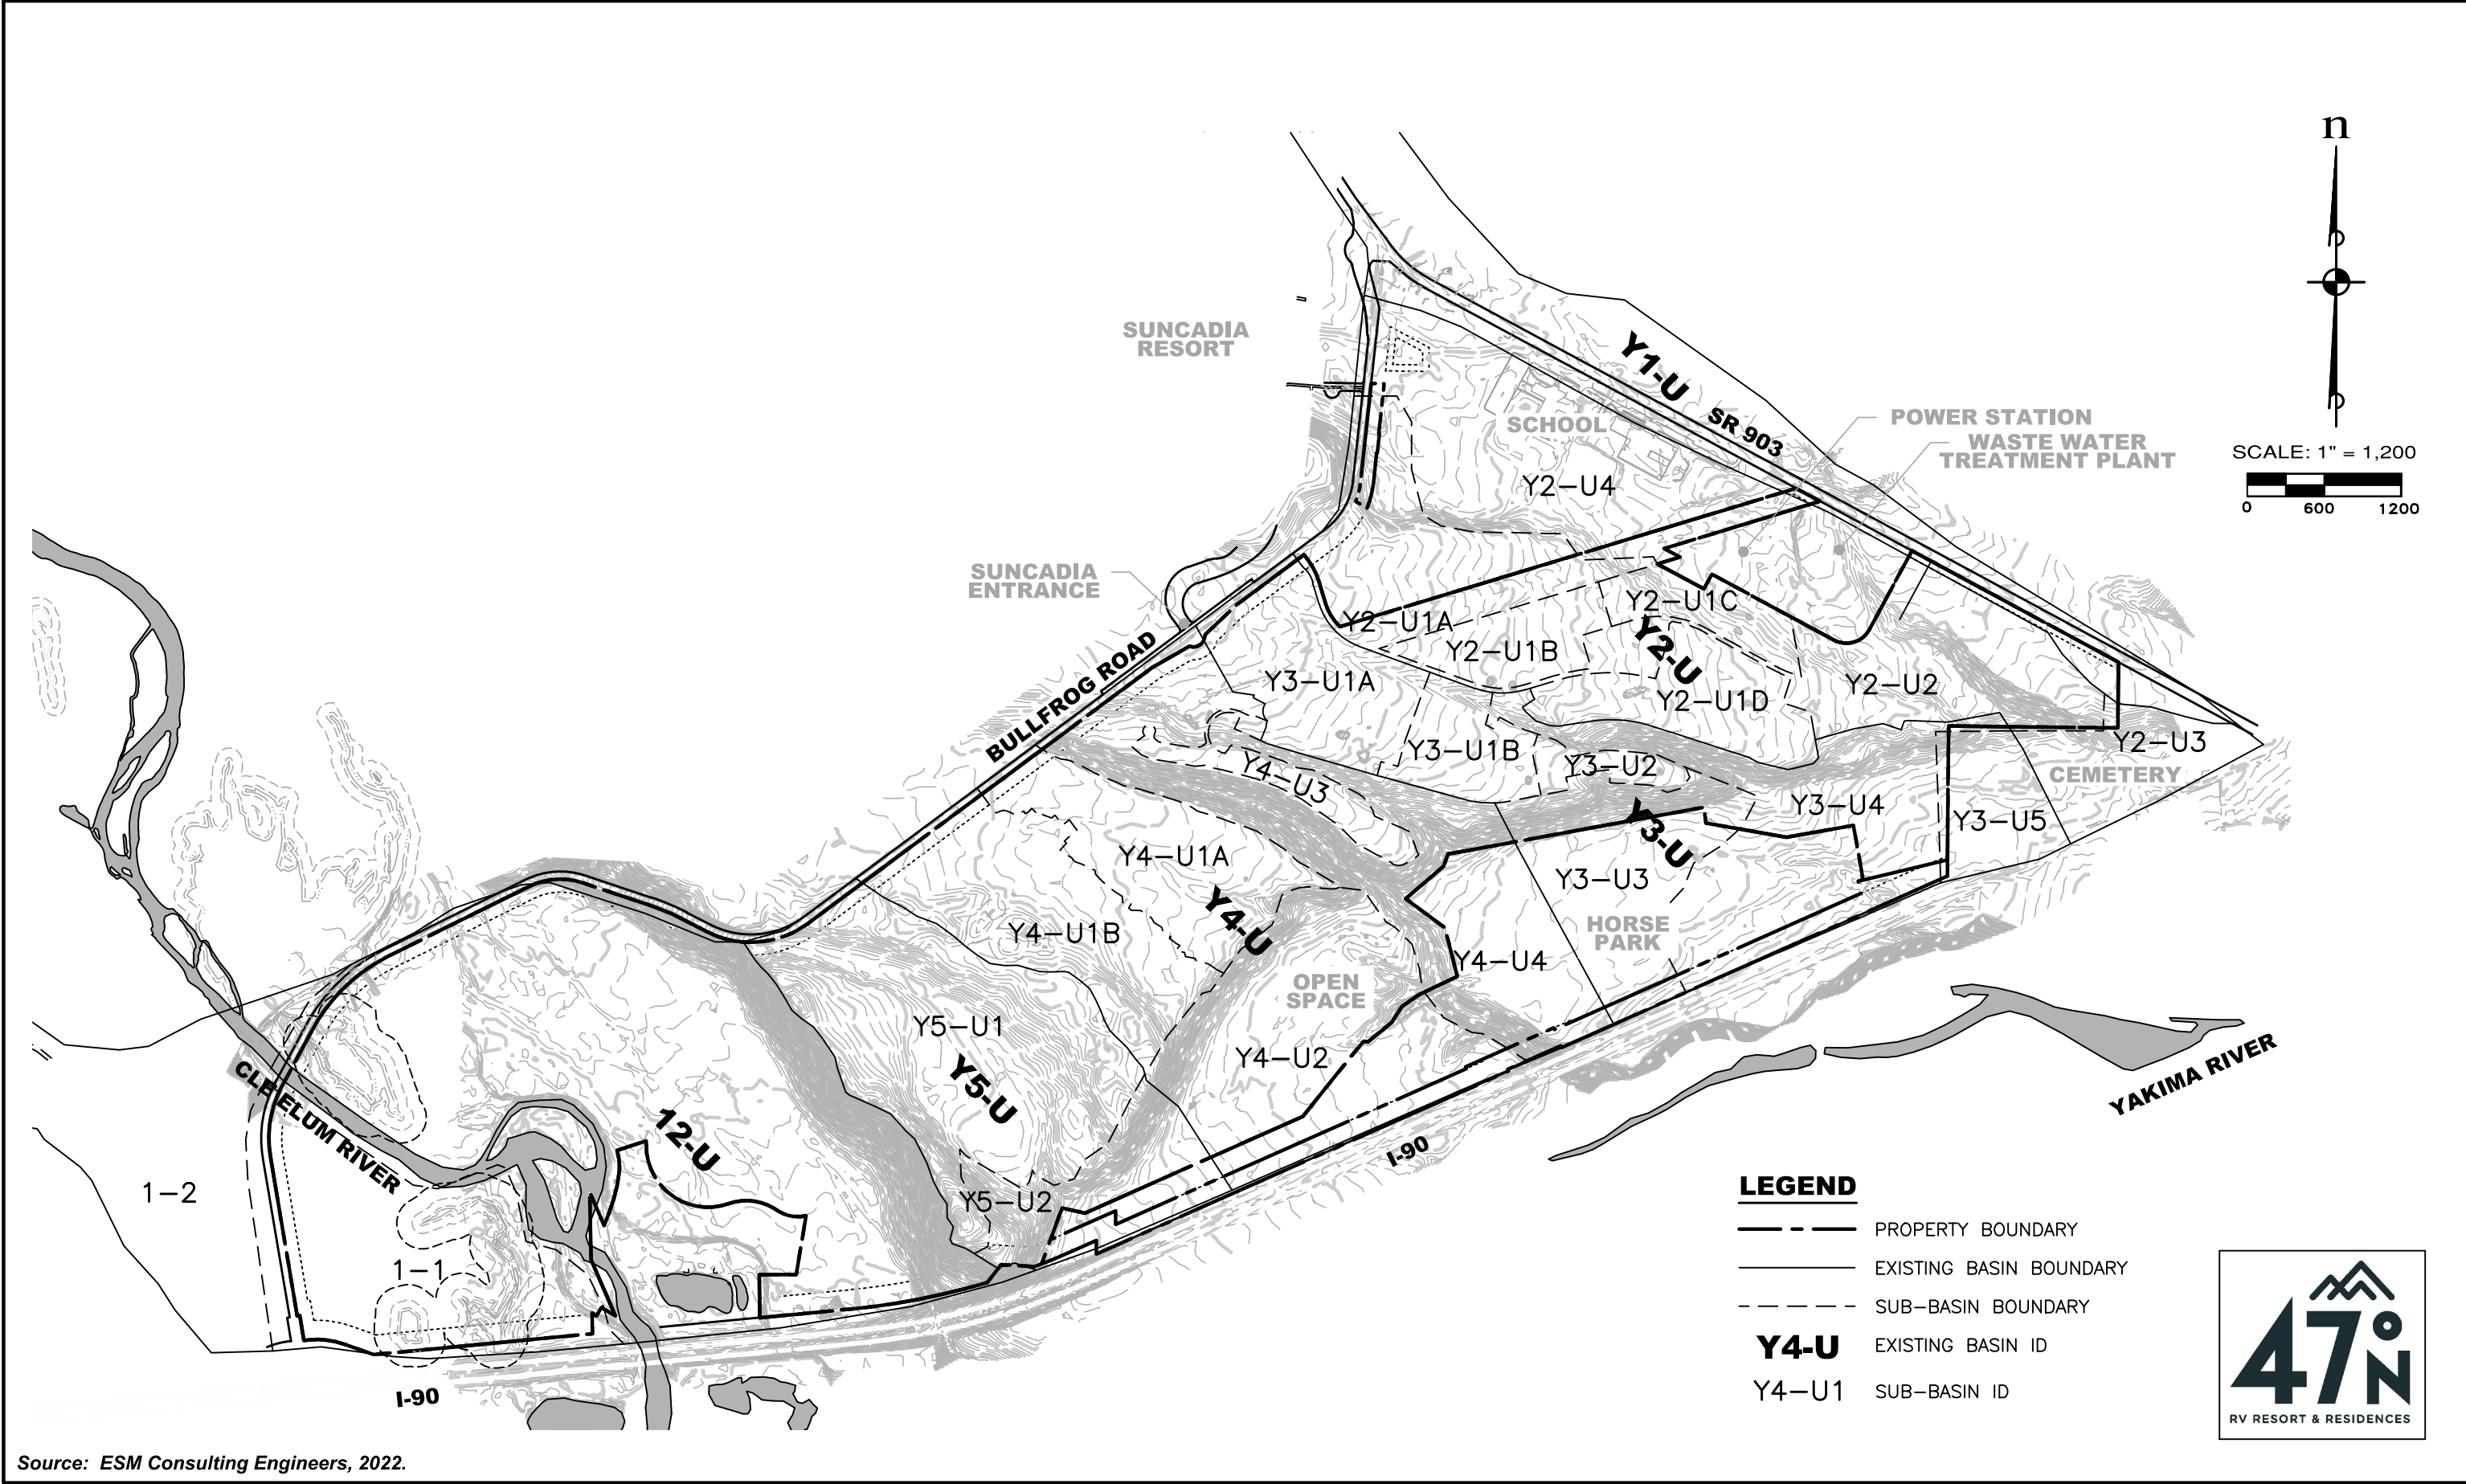 n
SUNCADIA
RESORT
Y1-U
SR 903
SCHOOL
POWER STATION
WASTE WATER
TREATMENT PLANT
SCALE: 1" = 1,200
0 600 1200
Y2-U4
SUNCADIA
ENTRANCE
BULLFROG ROAD
Y2-U1A
Y2-U1B
Y2-U1C
Y2-U
Y2-U1D
Y2-U2
Y2-U3
CEMETERY
Y3-U1A
Y3-U1B
Y3-U2
Y3-U4
Y3-U5
Y3-U
Y3-U3
HORSE
PARK
Y4-U3
Y4-U1A
Y4-U
Y4-U1B
Y4-U4
OPEN
SPACE
Y4-U2
Y5-U1
Y5-U
Y5-U2
CLE ELUM RIVER
12-U
1-2
1-1
I-90
I-90
YAKIMA RIVER
LEGEND
PROPERTY BOUNDARY
EXISTING BASIN BOUNDARY
SUB-BASIN BOUNDARY
Y4-U EXISTING BASIN ID
Y4-U1 SUB-BASIN ID
47°N
RV RESORT & RESIDENCES
Source: ESM Consulting Engineers, 2022.